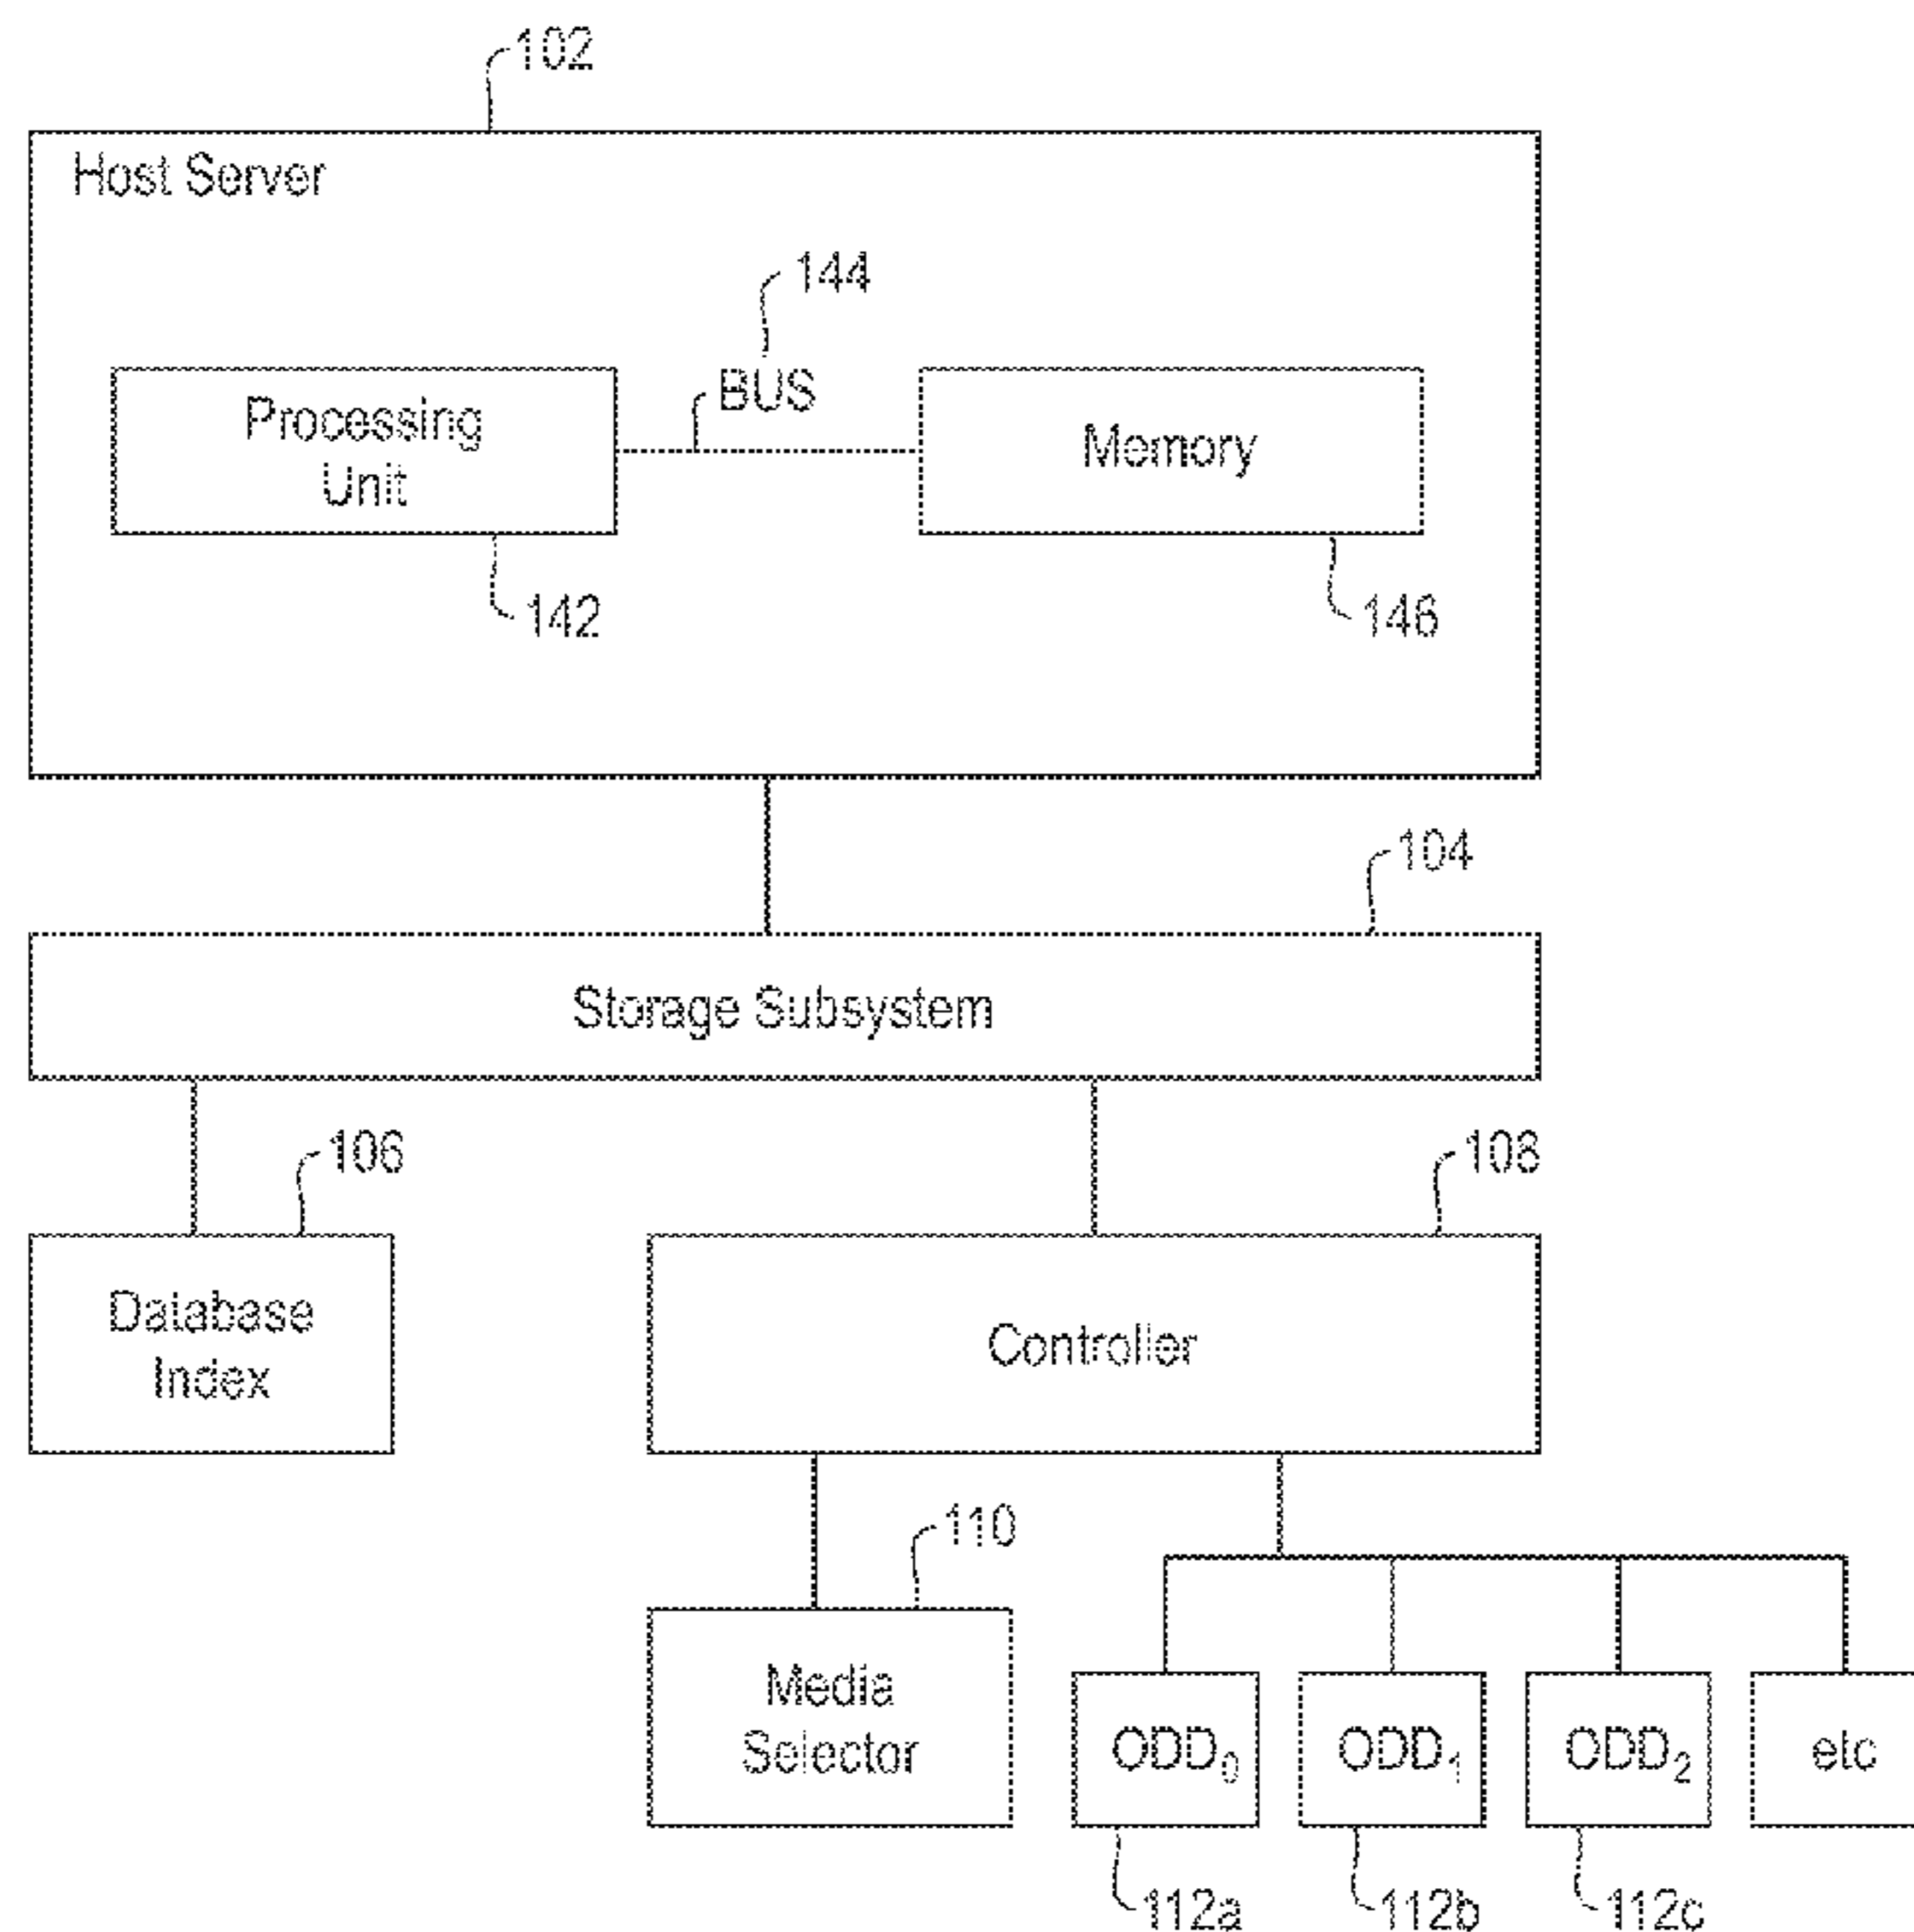 102
Host Server
144
BUS
Processing
Unit
Memory
142
146
104
Storage Subsystem
106
108
Database
Index
Controller
110
Media
Selector
ODD₀
ODD₁
ODD₂
etc
112a
112b
112c